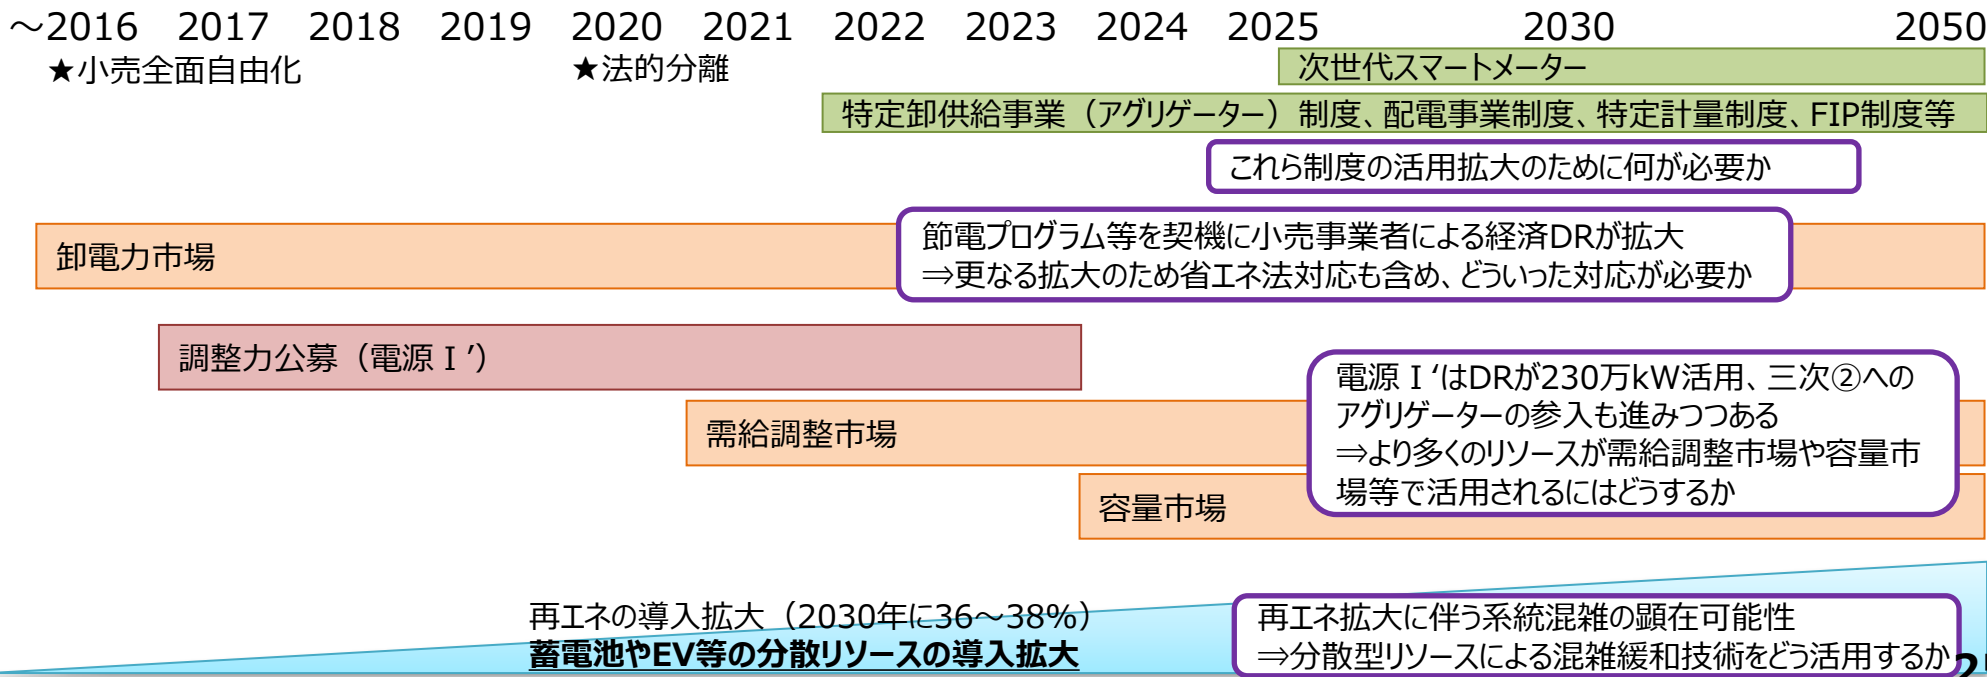 ～2016 2017 2018 2019 2020 2021 2022 2023 2024 2025 2030 2050
★小売全面自由化 ★法的分離
次世代スマートメーター
特定卸供給事業（アグリゲーター）制度、配電事業制度、特定計量制度、FIP制度等
これら制度の活用拡大のために何が必要か
卸電力市場
節電プログラム等を契機に小売事業者による経済DRが拡大
⇒更なる拡大のため省エネ法対応も含め、どういった対応が必要か
調整力公募（電源Ⅰ’）
電源Ⅰ‘はDRが230万kW活用、三次②への
アグリゲーターの参入も進みつつある
⇒より多くのリソースが需給調整市場や容量市
場等で活用されるにはどうするか
需給調整市場
容量市場
再エネの導入拡大（2030年に36～38%）
蓄電池やEV等の分散リソースの導入拡大
再エネ拡大に伴う系統混雑の顕在可能性
⇒分散型リソースによる混雑緩和技術をどう活用するか